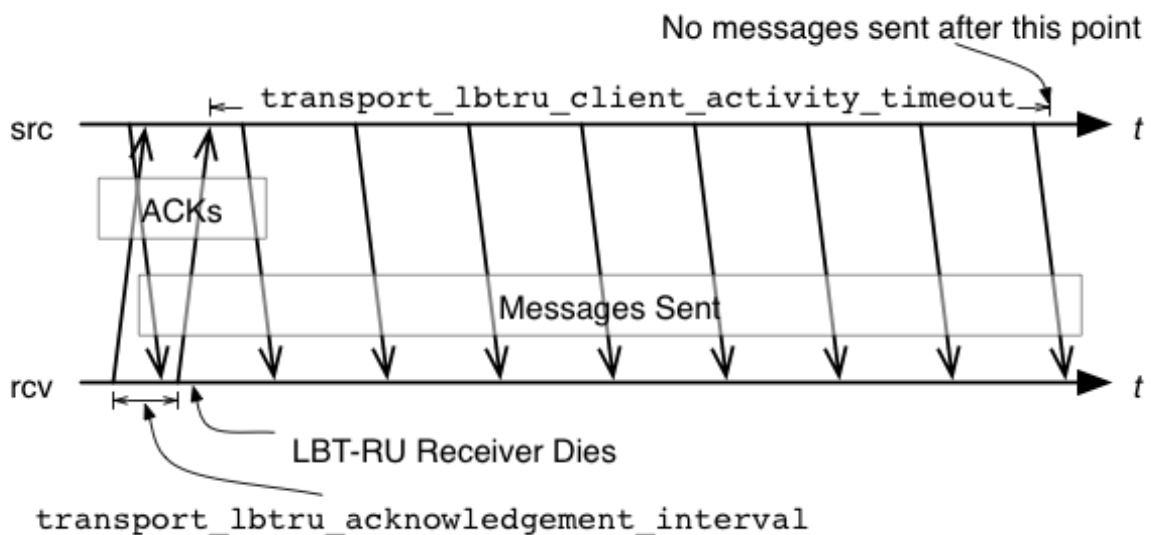 No messages sent after this point
transport_lbtru_client_activity_timeout
src
t
ACKs
Messages Sent
rcv
t
LBT-RU Receiver Dies
transport_lbtru_acknowledgement_interval